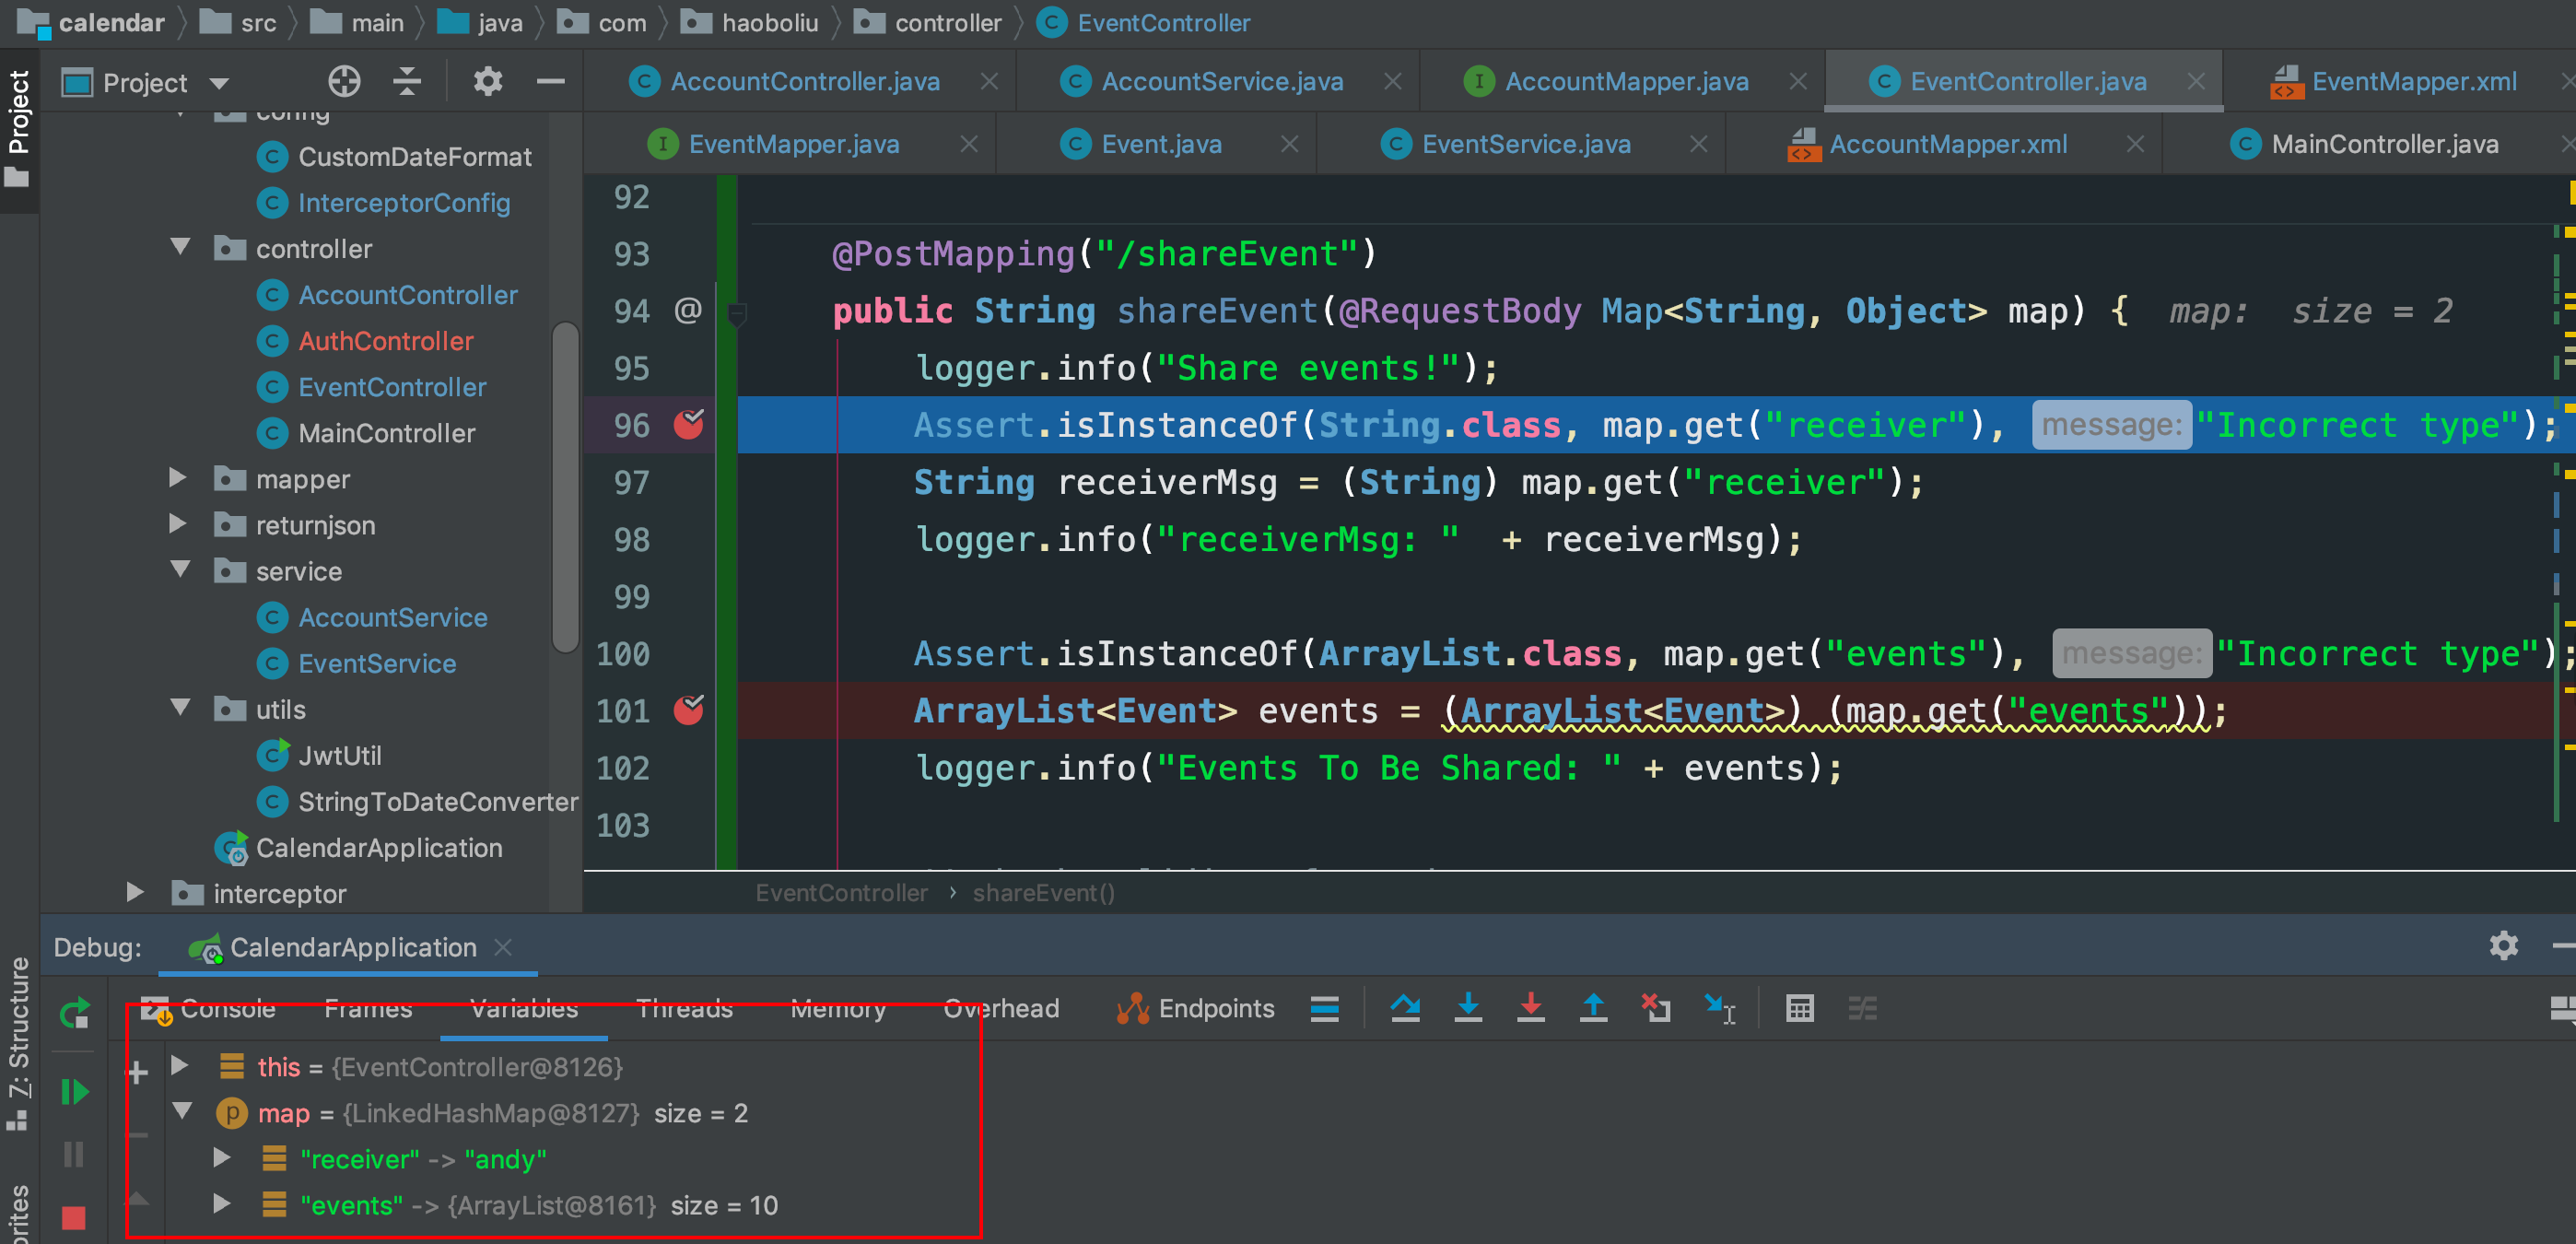 calendar src main java com haoboliu controller EventController
Project
Project
AccountController.java AccountService.java AccountMapper.java EventController.java EventMapper.xml
EventMapper.java Event.java EventService.java AccountMapper.xml MainController.java
config
CustomDateFormat
InterceptorConfig
controller
AccountController
AuthController
EventController
MainController
mapper
returnjson
service
AccountService
EventService
utils
JwtUtil
StringToDateConverter
CalendarApplication
interceptor
92
93 @PostMapping("/shareEvent")
94 @ public String shareEvent(@RequestBody Map<String, Object> map) { map: size = 2
95 logger.info("Share events!");
96 Assert.isInstanceOf(String.class, map.get("receiver"), message: "Incorrect type");
97 String receiverMsg = (String) map.get("receiver");
98 logger.info("receiverMsg: " + receiverMsg);
99
100 Assert.isInstanceOf(ArrayList.class, map.get("events"), message: "Incorrect type");
101 ArrayList<Event> events = (ArrayList<Event>) (map.get("events"));
102 logger.info("Events To Be Shared: " + events);
103
EventController › shareEvent()
Debug: CalendarApplication
Console Frames Variables Threads Memory Overhead Endpoints
this = {EventController@8126}
map = {LinkedHashMap@8127} size = 2
"receiver" -> "andy"
"events" -> {ArrayList@8161} size = 10
Z: Structure
orites